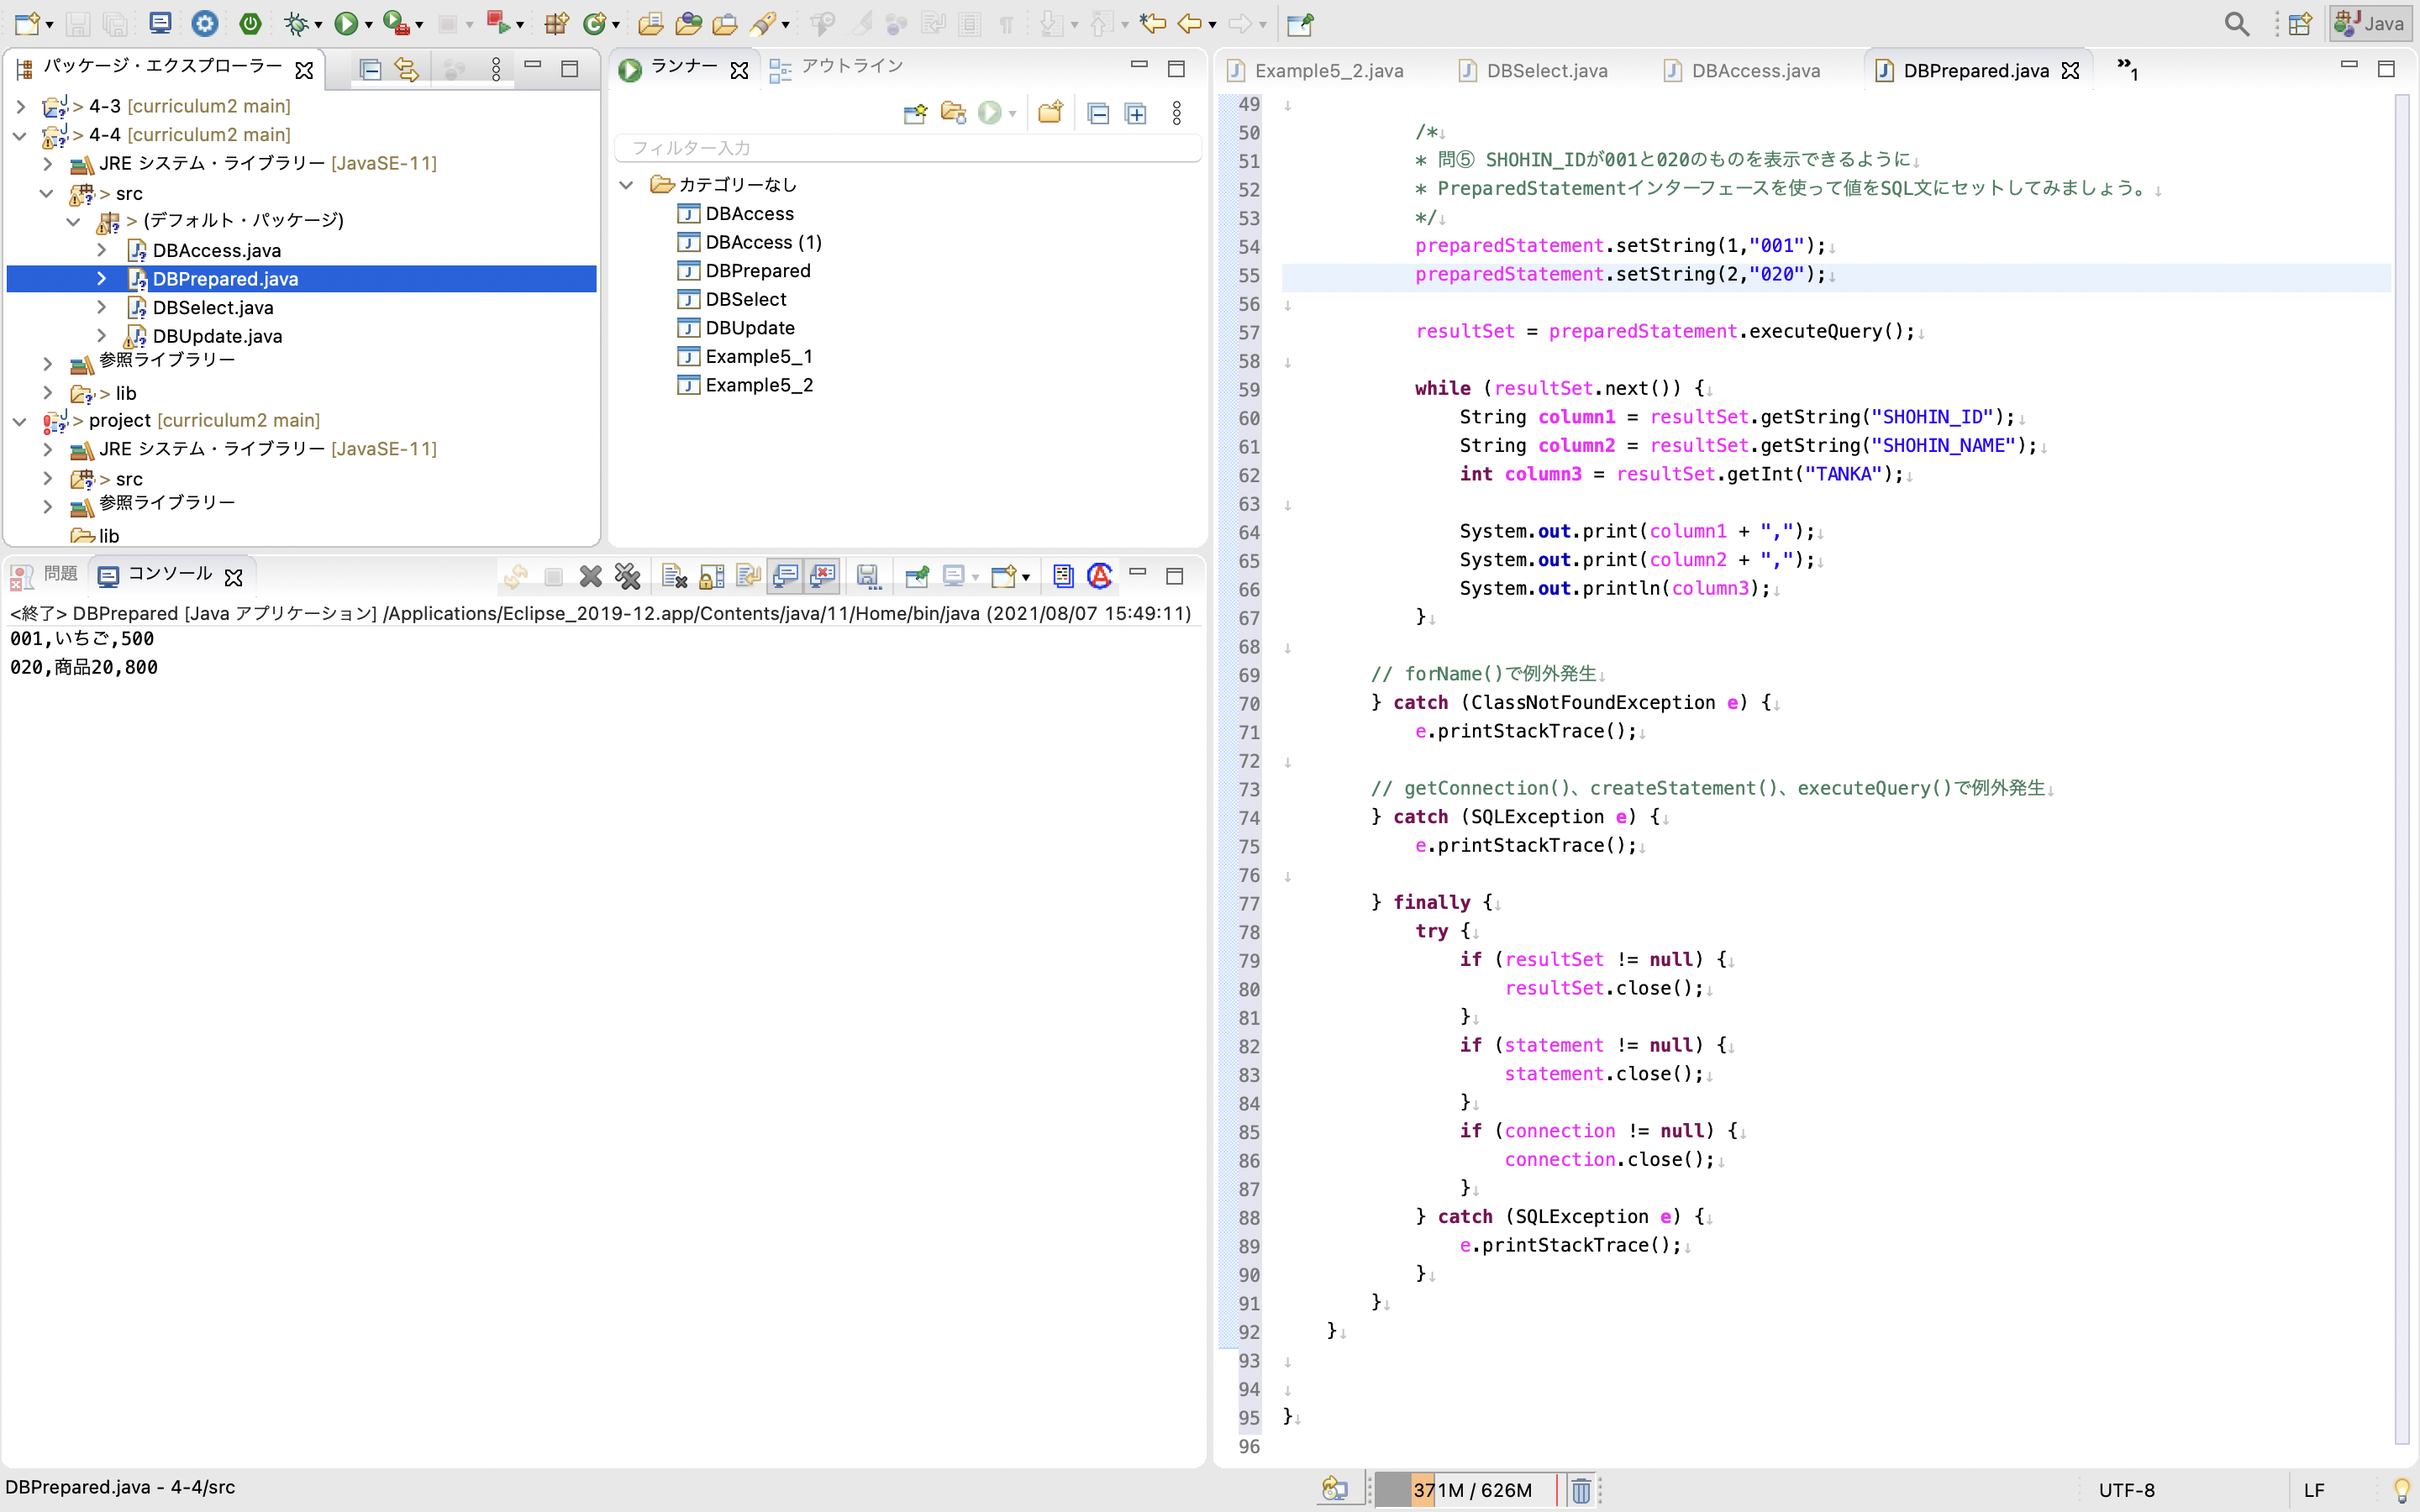 Java
パッケージ・エクスプローラー
> 4-3 [curriculum2 main]
> 4-4 [curriculum2 main]
JRE システム・ライブラリー [JavaSE-11]
> src
> (デフォルト・パッケージ)
DBAccess.java
DBPrepared.java
DBSelect.java
DBUpdate.java
参照ライブラリー
> lib
> project [curriculum2 main]
JRE システム・ライブラリー [JavaSE-11]
> src
参照ライブラリー
lib
ランナー
アウトライン
フィルター入力
カテゴリーなし
DBAccess
DBAccess (1)
DBPrepared
DBSelect
DBUpdate
Example5_1
Example5_2
問題
コンソール
<終了> DBPrepared [Java アプリケーション] /Applications/Eclipse_2019-12.app/Contents/java/11/Home/bin/java (2021/08/07 15:49:11)
001,いちご,500
020,商品20,800
Example5_2.java
DBSelect.java
DBAccess.java
DBPrepared.java
»1
49 ↓
50 /*↓
51 * 問⑤ SHOHIN_IDが001と020のものを表示できるように↓
52 * PreparedStatementインターフェースを使って値をSQL文にセットしてみましょう。↓
53 */↓
54 preparedStatement.setString(1,"001");↓
55 preparedStatement.setString(2,"020");↓
56 ↓
57 resultSet = preparedStatement.executeQuery();↓
58 ↓
59 while (resultSet.next()) {↓
60 String column1 = resultSet.getString("SHOHIN_ID");↓
61 String column2 = resultSet.getString("SHOHIN_NAME");↓
62 int column3 = resultSet.getInt("TANKA");↓
63 ↓
64 System.out.print(column1 + ",");↓
65 System.out.print(column2 + ",");↓
66 System.out.println(column3);↓
67 }↓
68 ↓
69 // forName()で例外発生↓
70 } catch (ClassNotFoundException e) {↓
71 e.printStackTrace();↓
72 ↓
73 // getConnection()、createStatement()、executeQuery()で例外発生↓
74 } catch (SQLException e) {↓
75 e.printStackTrace();↓
76 ↓
77 } finally {↓
78 try {↓
79 if (resultSet != null) {↓
80 resultSet.close();↓
81 }↓
82 if (statement != null) {↓
83 statement.close();↓
84 }↓
85 if (connection != null) {↓
86 connection.close();↓
87 }↓
88 } catch (SQLException e) {↓
89 e.printStackTrace();↓
90 }↓
91 }↓
92 }↓
93 ↓
94 ↓
95 }↓
96
DBPrepared.java - 4-4/src
371M / 626M
UTF-8
LF